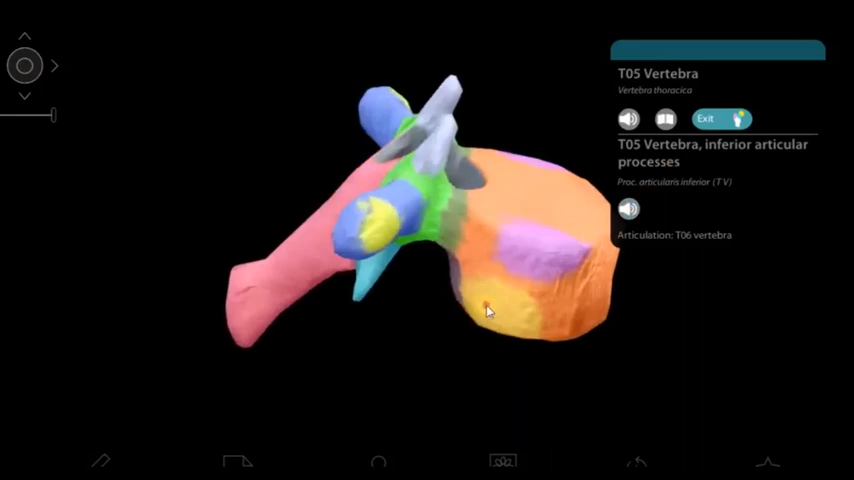 T05 Vertebra
Vertebra thoracica
Exit
T05 Vertebra, inferior articular
processes
Proc. articularis inferior (T V)
Articulation: T06 vertebra